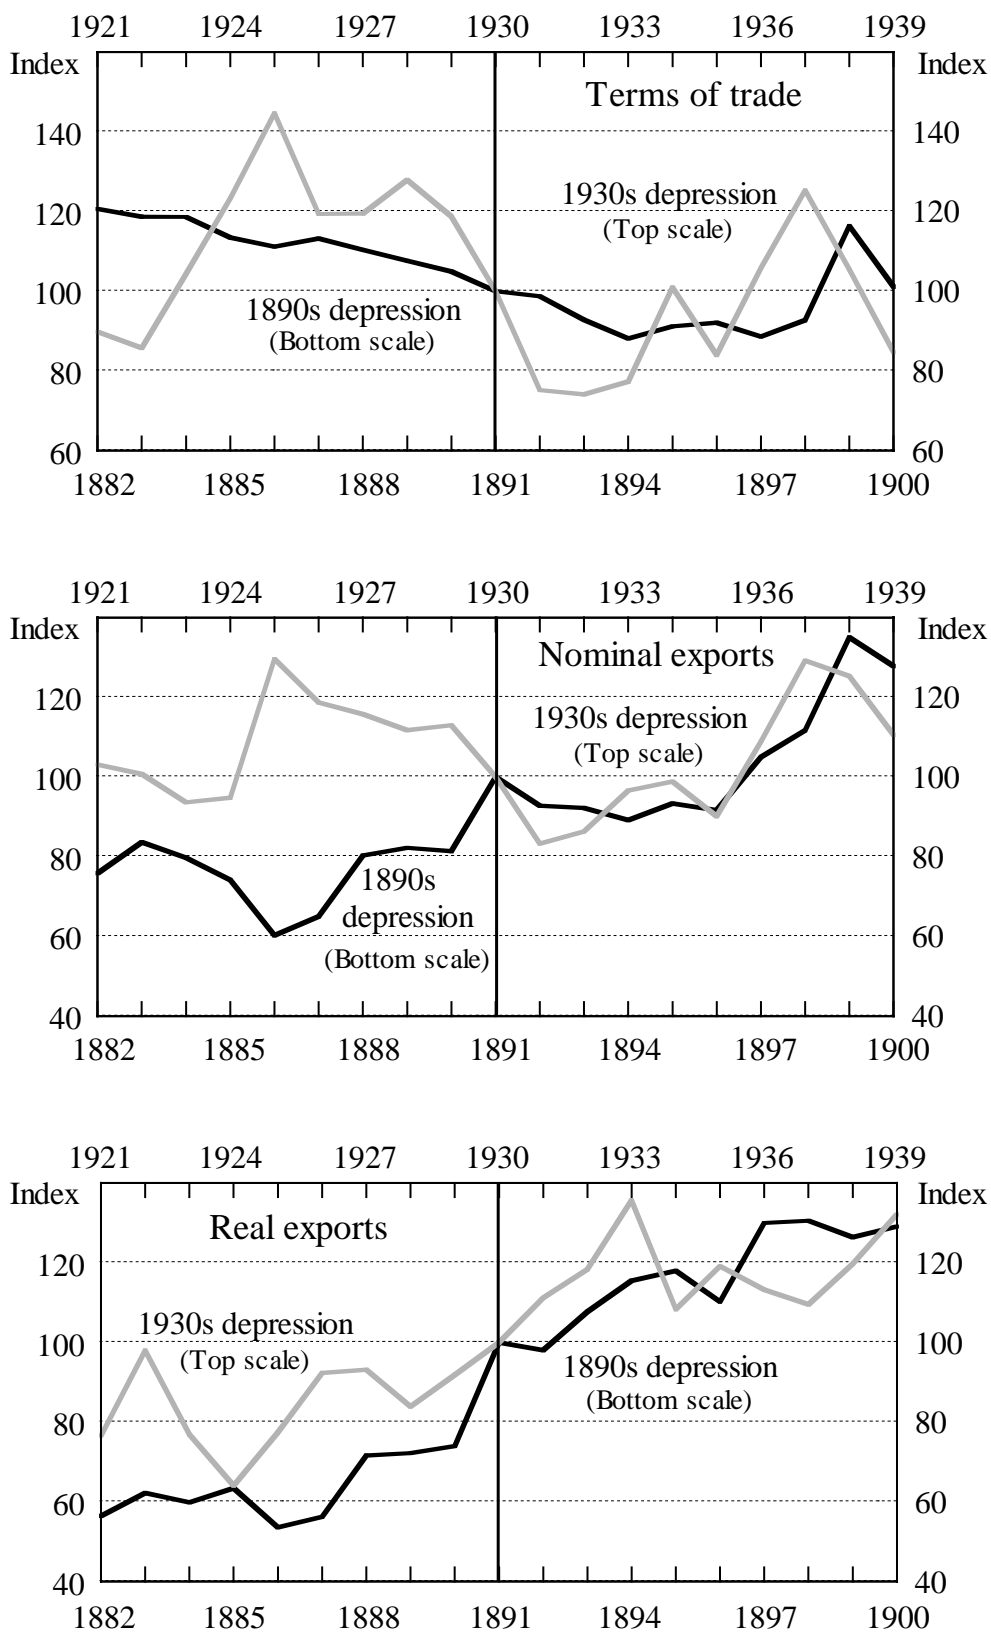 1921 1924 1927 1930 1933 1936 1939
Index Index
Terms of trade
140 140
1930s depression
120 120
(Top scale)
100 100
1890s depression
(Bottom scale)
80 80
60 60
1882 1885 1888 1891 1894 1897 1900
1921 1924 1927 1930 1933 1936 1939
Index Index
Nominal exports
120 120
1930s depression
(Top scale)
100 100
80 80
1890s
depression
60 60
(Bottom scale)
40 40
1882 1885 1888 1891 1894 1897 1900
1921 1924 1927 1930 1933 1936 1939
Index Index
Real exports
120 120
1930s depression
(Top scale)
100 100
1890s depression
(Bottom scale)
80 80
60 60
40 40
1882 1885 1888 1891 1894 1897 1900